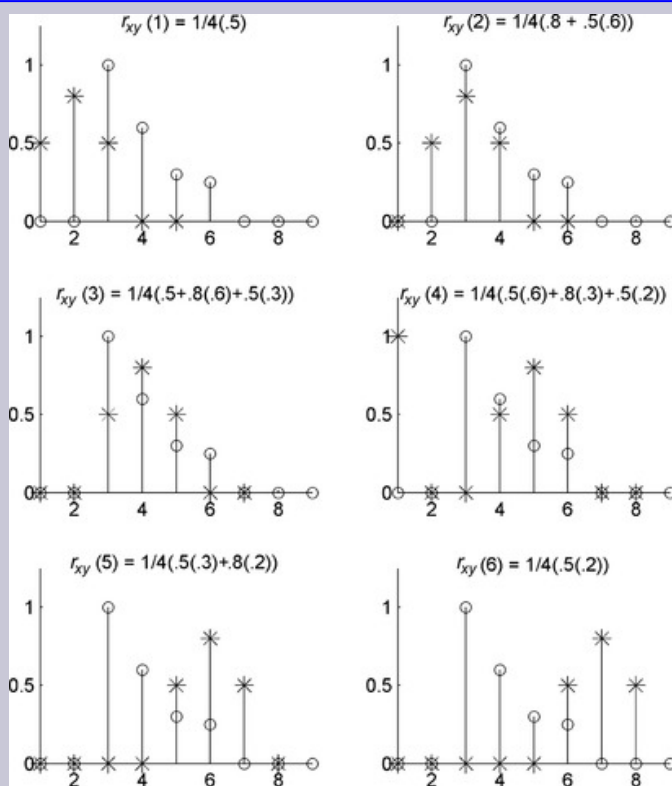 r_xy (1) = 1/4(.5)
r_xy (2) = 1/4(.8 + .5(.6))
1
0.5
0
2 4 6 8
1
0.5
0
2 4 6 8
r_xy (3) = 1/4(.5+.8(.6)+.5(.3))
r_xy (4) = 1/4(.5(.6)+.8(.3)+.5(.2))
1
0.5
0
2 4 6 8
1
0.5
0
2 4 6 8
r_xy (5) = 1/4(.5(.3)+.8(.2))
r_xy (6) = 1/4(.5(.2))
1
0.5
0
2 4 6 8
1
0.5
0
2 4 6 8